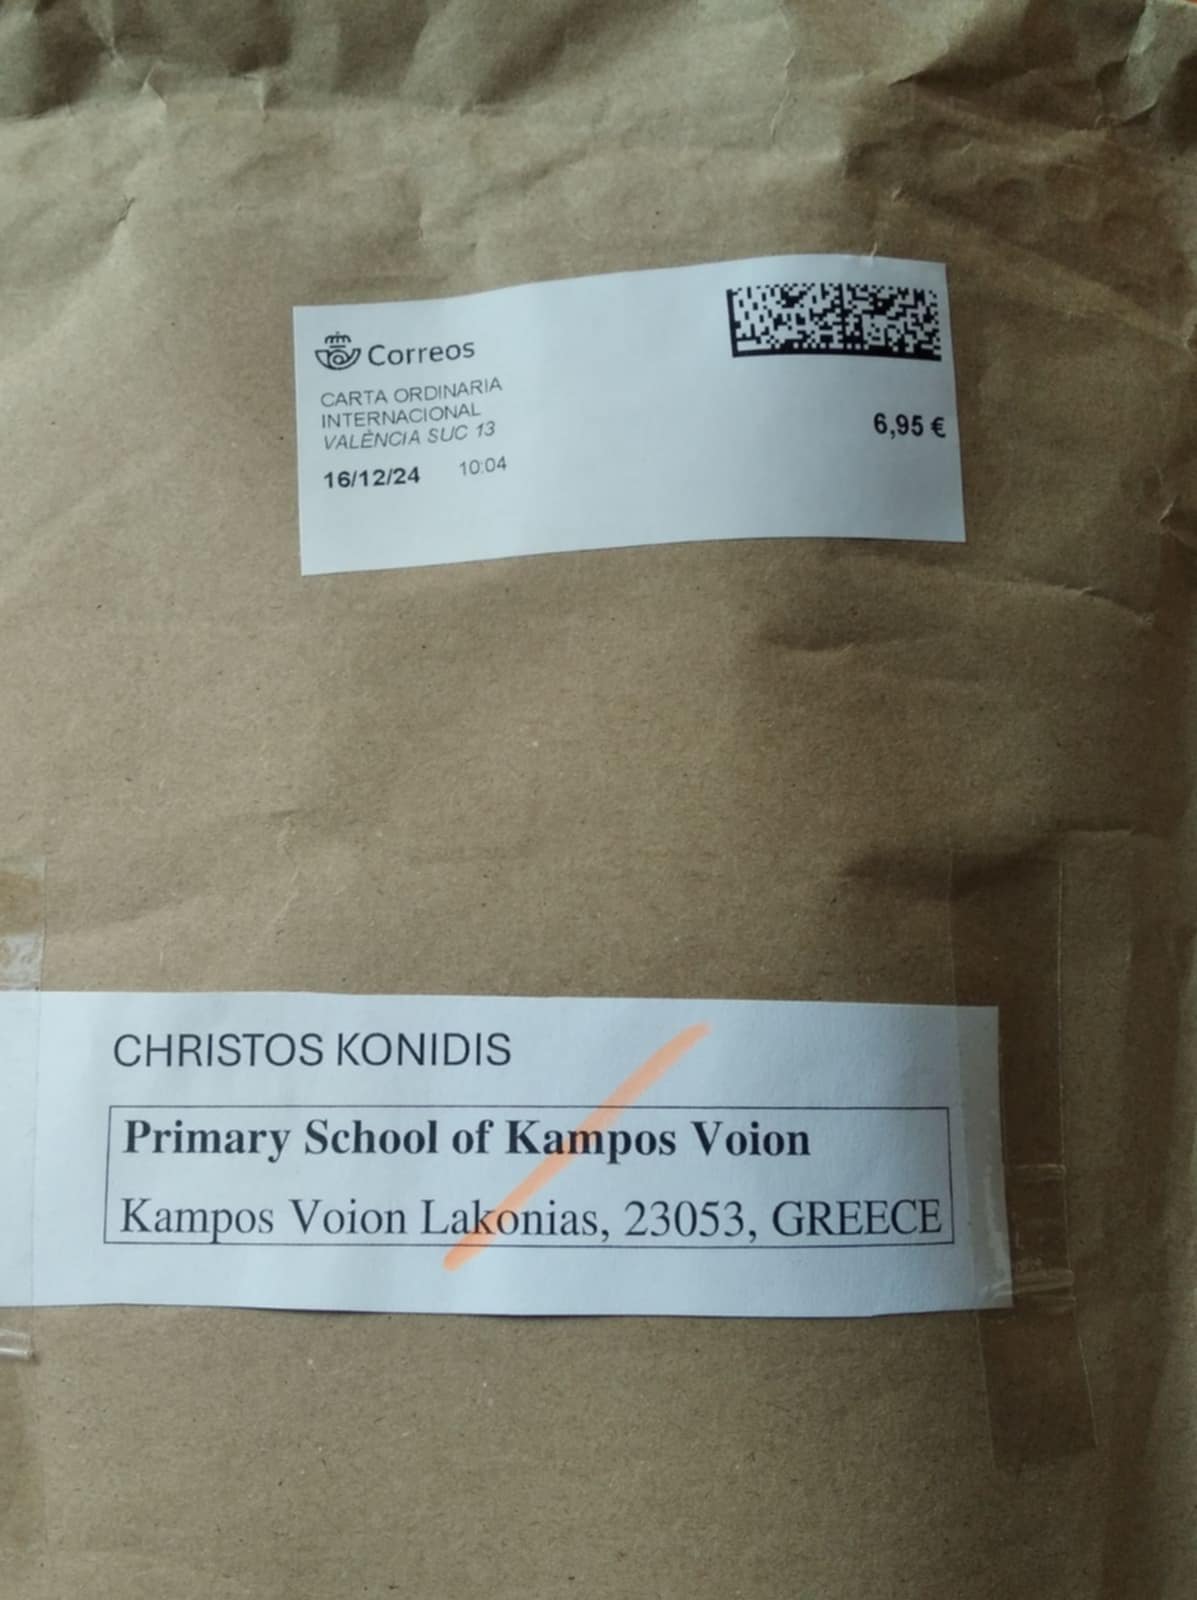 Correos
CARTA ORDINARIA
INTERNACIONAL
VALÈNCIA SUC 13
16/12/24 10:04
6,95 €
CHRISTOS KONIDIS
Primary School of Kampos Voion
Kampos Voion Lakonias, 23053, GREECE